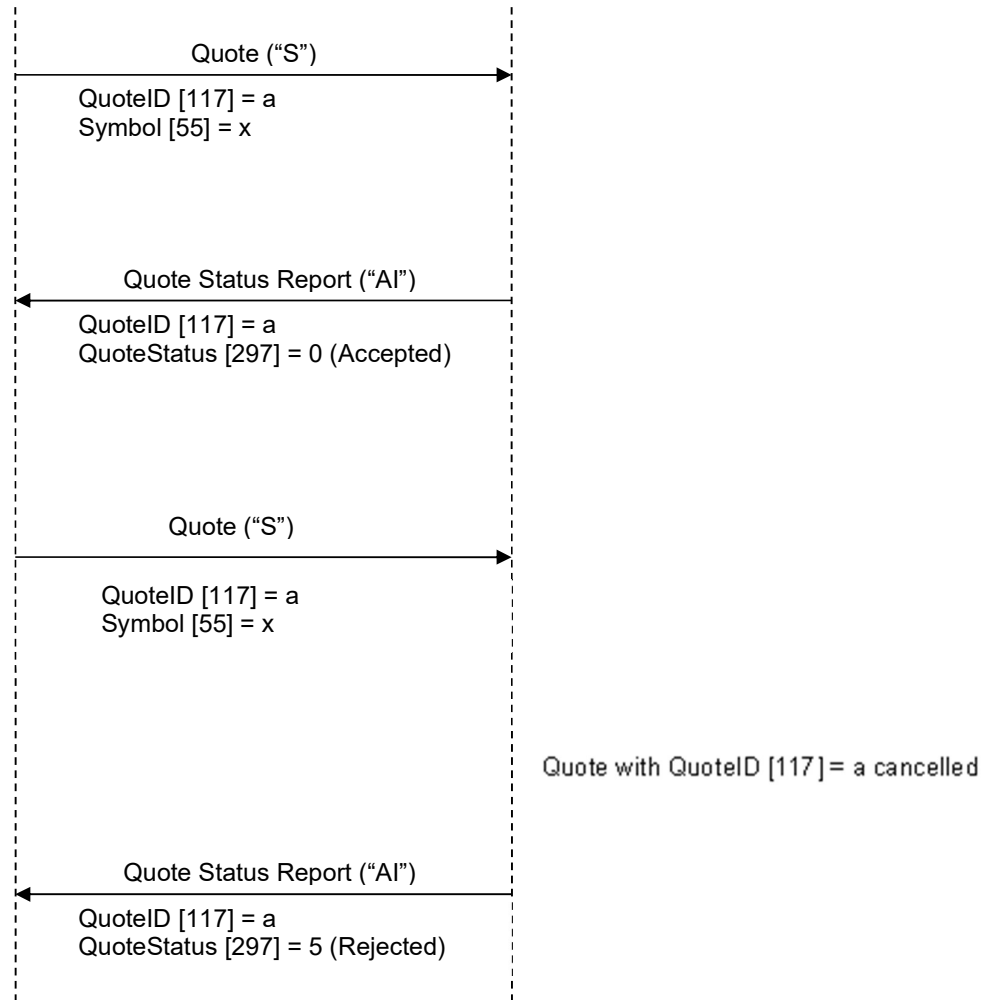 Quote (“S”)
QuoteID [117] = a
Symbol [55] = x
Quote Status Report (“AI”)
QuoteID [117] = a
QuoteStatus [297] = 0 (Accepted)
Quote (“S”)
QuoteID [117] = a
Symbol [55] = x
Quote with QuoteID [117] = a cancelled
Quote Status Report (“AI”)
QuoteID [117] = a
QuoteStatus [297] = 5 (Rejected)